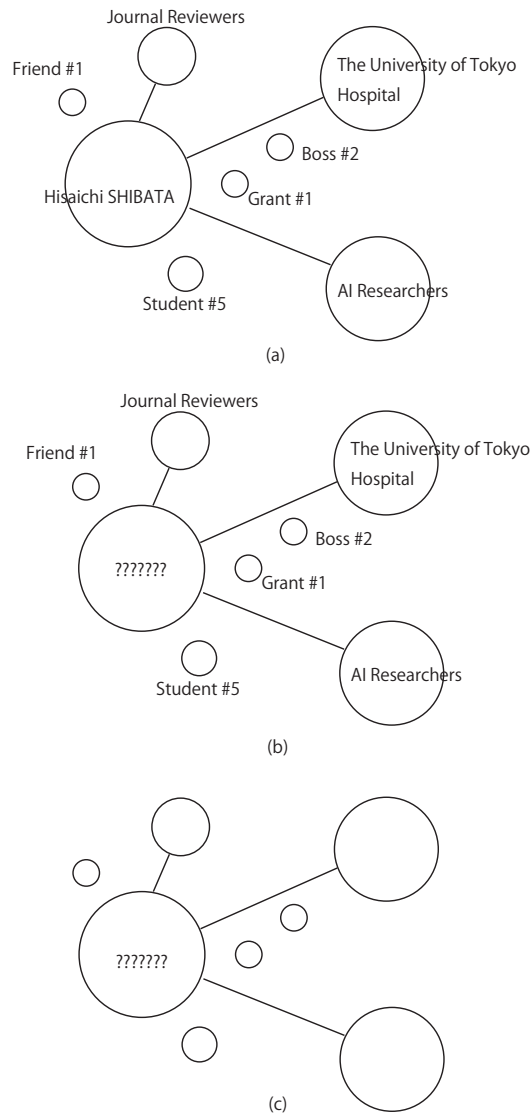 Journal Reviewers
Friend #1
The University of Tokyo
Hospital
Boss #2
Hisaichi SHIBATA
Grant #1
Student #5
AI Researchers
(a)
Journal Reviewers
Friend #1
The University of Tokyo
Hospital
Boss #2
???????
Grant #1
Student #5
AI Researchers
(b)
???????
(c)